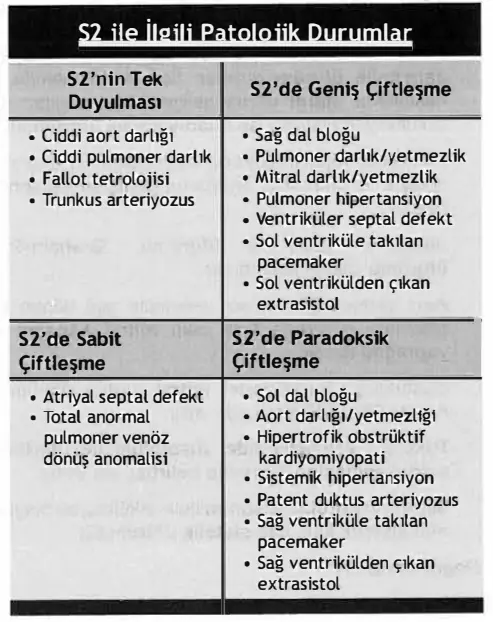 S2 ile İlgili Patolojik Durumlar
S2'nin Tek
Duyulması
• Ciddi aort darlığı
• Ciddi pulmoner darlık
• Fallot tetrolojisi
• Trunkus arteriyozus
S2'de Geniş Çiftleşme
• Sağ dal bloğu
• Pulmoner darlık/yetmezlik
• Mitral darlık/yetmezlik
• Pulmoner hipertansiyon
• Ventriküler septal defekt
• Sol ventriküle takılan
pacemaker
• Sol ventrikülden çıkan
extrasistol
S2'de Sabit
Çiftleşme
• Atriyal septal defekt
• Total anormal
pulmoner venöz
dönüş anomalisi
S2'de Paradoksik
Çiftleşme
• Sol dal bloğu
• Aort darlığı/yetmezlığı
• Hipertrofik obstrüktif
kardiyomiyopati
• Sistemik hipertansiyon
• Patent duktus arteriyozus
• Sağ ventriküle takılan
pacemaker
• Sağ ventrikülden çıkan
extrasistol